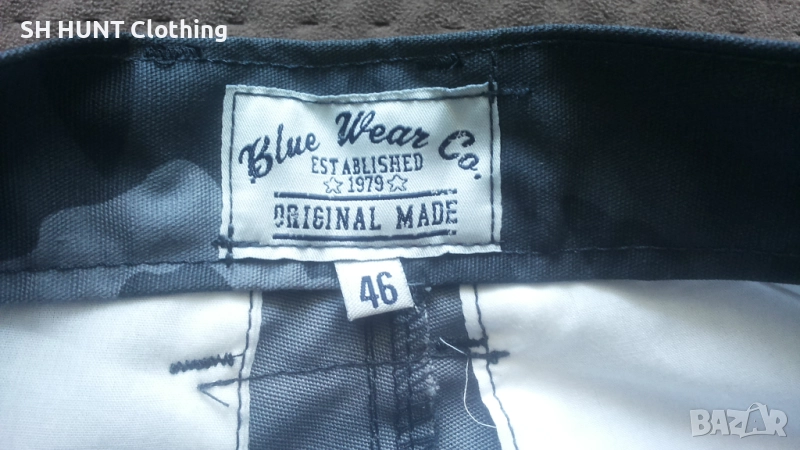 SH HUNT Clothing
Blue Wear Co.
ESTABLISHED
1979
ORIGINAL MADE
46
BAZAR